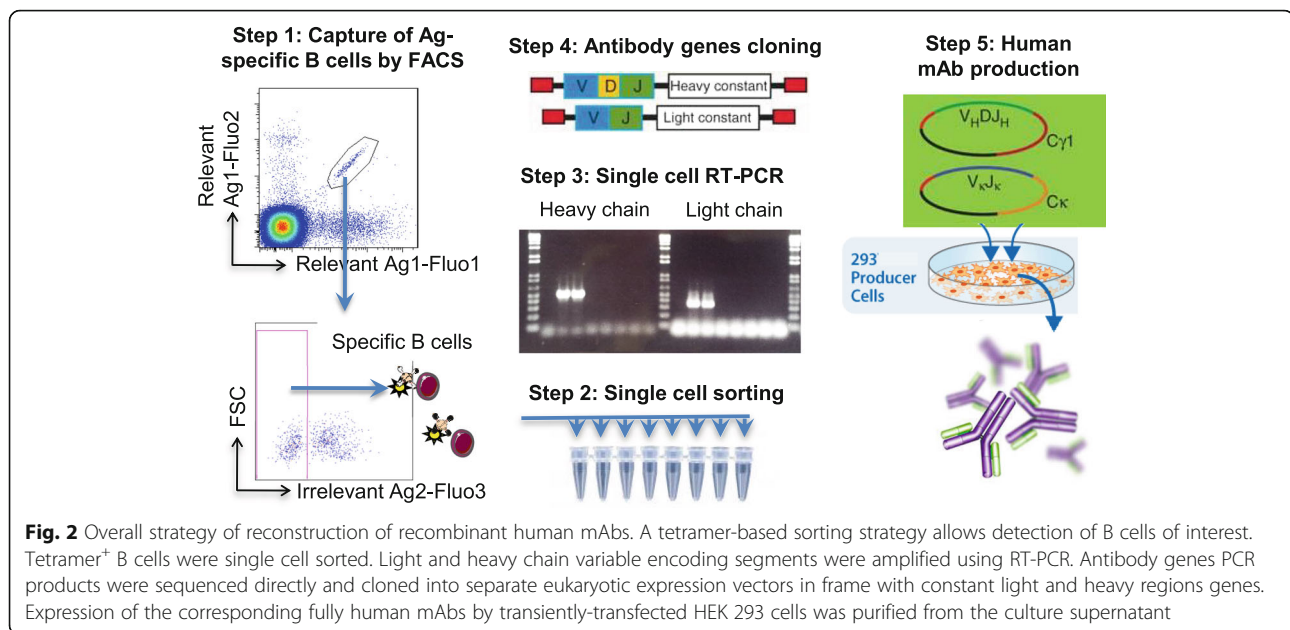 Step 1: Capture of Ag-
specific B cells by FACS
Relevant
Ag1-Fluo2
Relevant Ag1-Fluo1
Specific B cells
FSC
Irrelevant Ag2-Fluo3
Step 4: Antibody genes cloning
V D J Heavy constant
V J Light constant
Step 3: Single cell RT-PCR
Heavy chain Light chain
Step 2: Single cell sorting
Step 5: Human
mAb production
VHDJH
Cγ1
VκJκ
Cκ
293
Producer
Cells
Fig. 2 Overall strategy of reconstruction of recombinant human mAbs. A tetramer-based sorting strategy allows detection of B cells of interest.
Tetramer⁺ B cells were single cell sorted. Light and heavy chain variable encoding segments were amplified using RT-PCR. Antibody genes PCR
products were sequenced directly and cloned into separate eukaryotic expression vectors in frame with constant light and heavy regions genes.
Expression of the corresponding fully human mAbs by transiently-transfected HEK 293 cells was purified from the culture supernatant